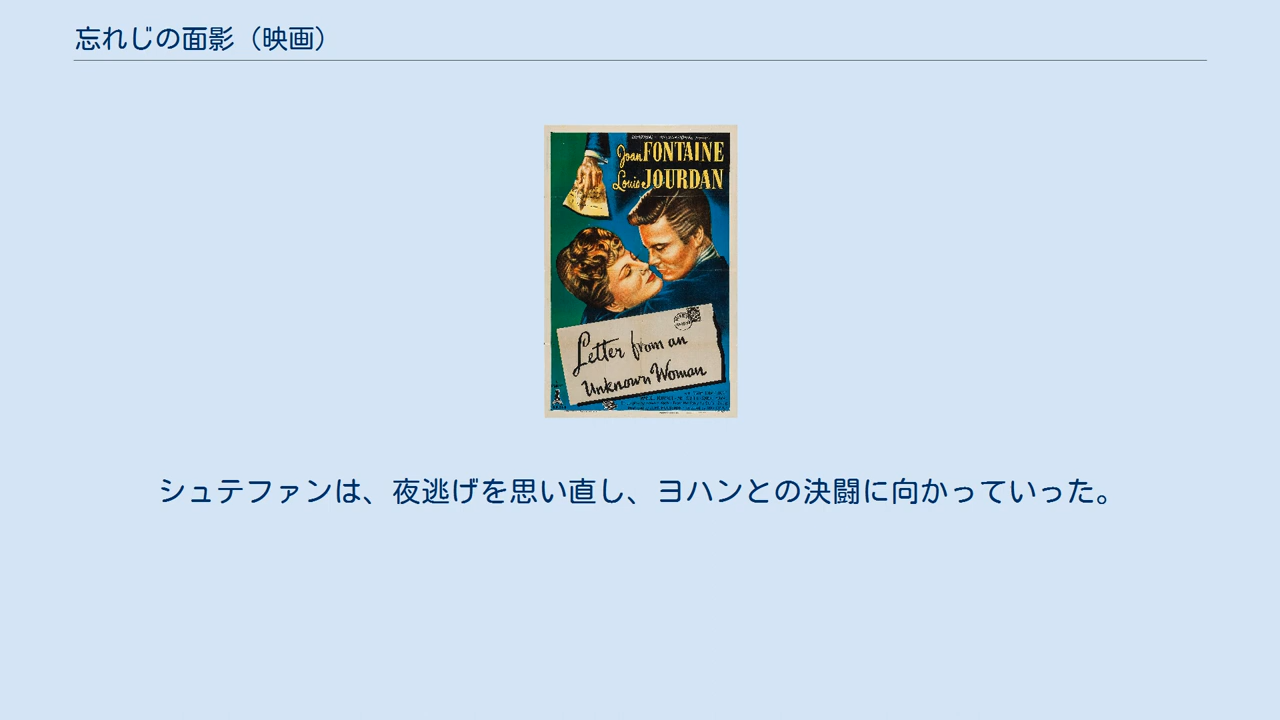 忘れじの面影（映画）
Joan FONTAINE
Louis JOURDAN
Letter from an
Unknown Woman
シュテファンは、夜逃げを思い直し、ヨハンとの決闘に向かっていった。